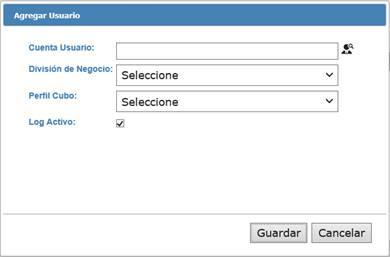 Agregar Usuario
Cuenta Usuario:
División de Negocio: Seleccione
Perfil Cubo: Seleccione
Log Activo:
Guardar Cancelar